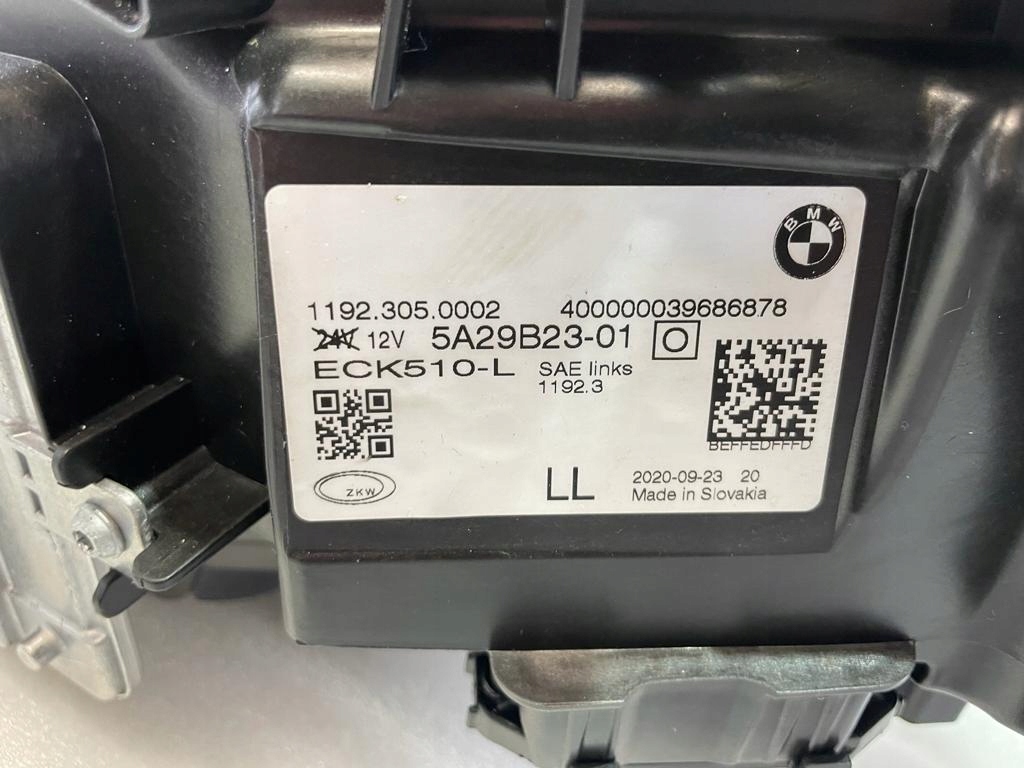 BMW
1192.305.0002 400000039686878
24V 12V 5A29B23-01 O
ECK510-L SAE links
1192.3
BEFFEDFFFD
ZKW
LL 2020-09-23 20
Made in Slovakia